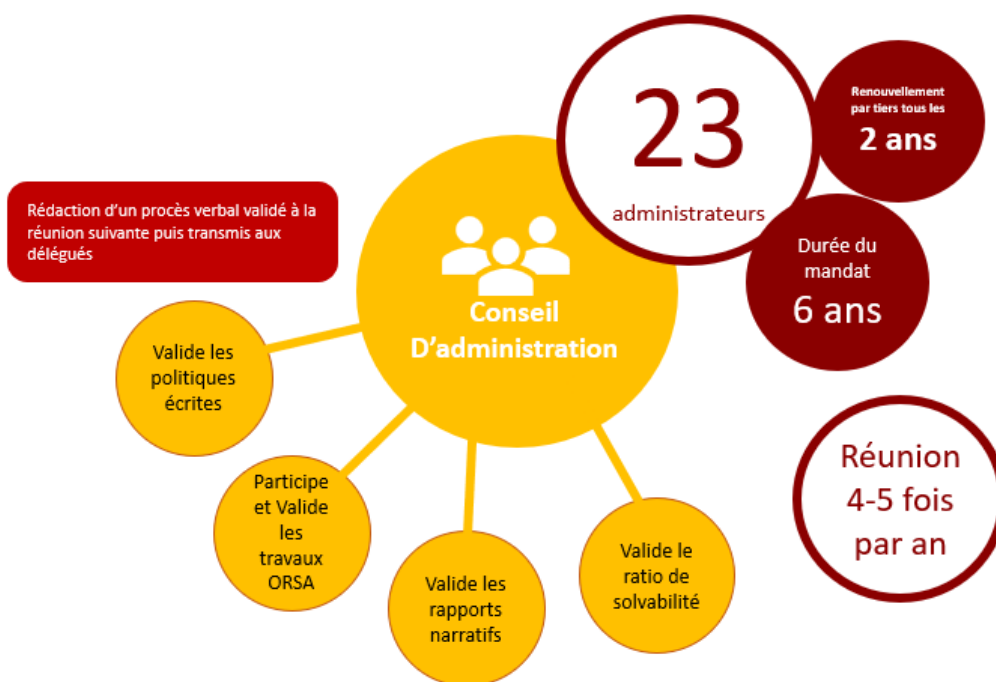 23
administrateurs
Renouvellement
par tiers tous les
2 ans
Durée du
mandat
6 ans
Rédaction d’un procès verbal validé à la
réunion suivante puis transmis aux
délégués
Conseil
D’administration
Valide les
politiques
écrites
Participe
et Valide
les
travaux
ORSA
Valide les
rapports
narratifs
Valide le
ratio de
solvabilité
Réunion
4-5 fois
par an